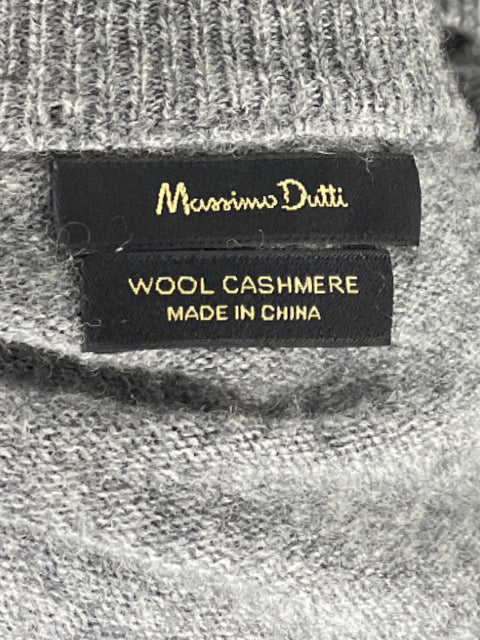 Massimo Dutti
WOOL CASHMERE
MADE IN CHINA